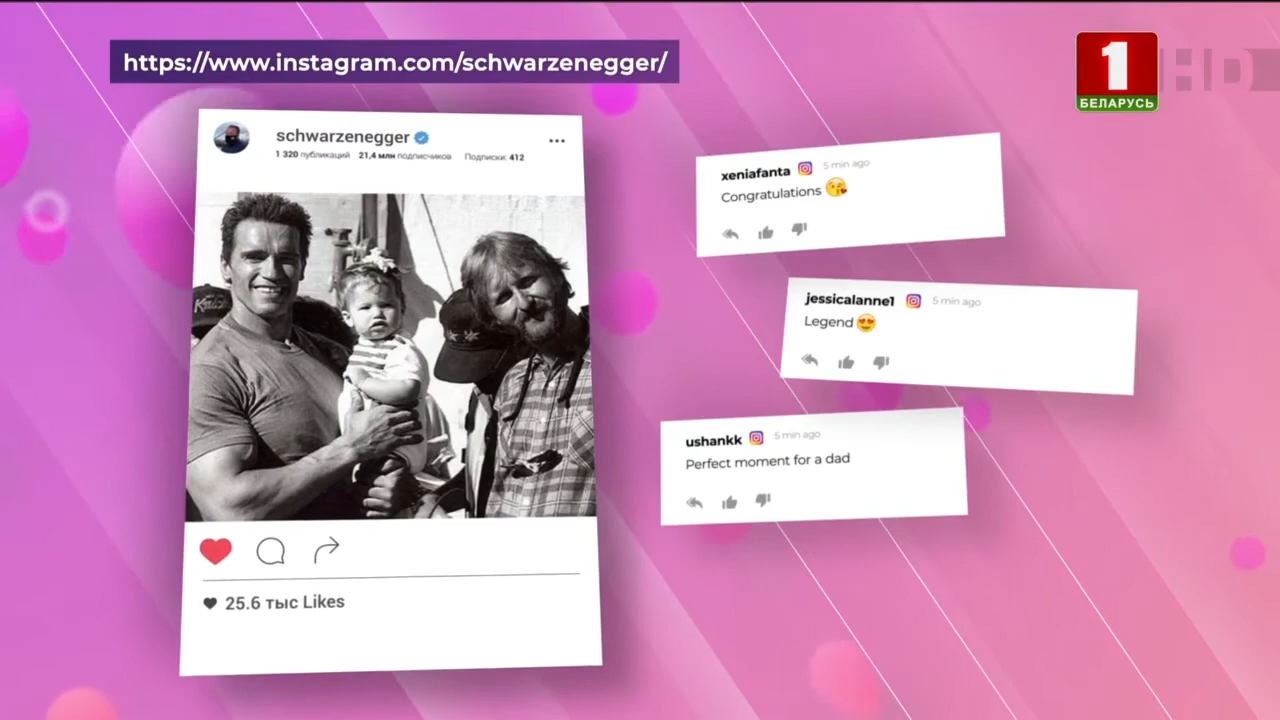 https://www.instagram.com/schwarzenegger/
1
HD
БЕЛАРУСЬ
schwarzenegger
1 320 публикаций 21,4 млн подписчиков Подписки: 412
xeniafanta 5 min ago
Congratulations 😘
jessicalanne1 5 min ago
Legend 😍
ushankk 5 min ago
Perfect moment for a dad
25.6 тыс Likes